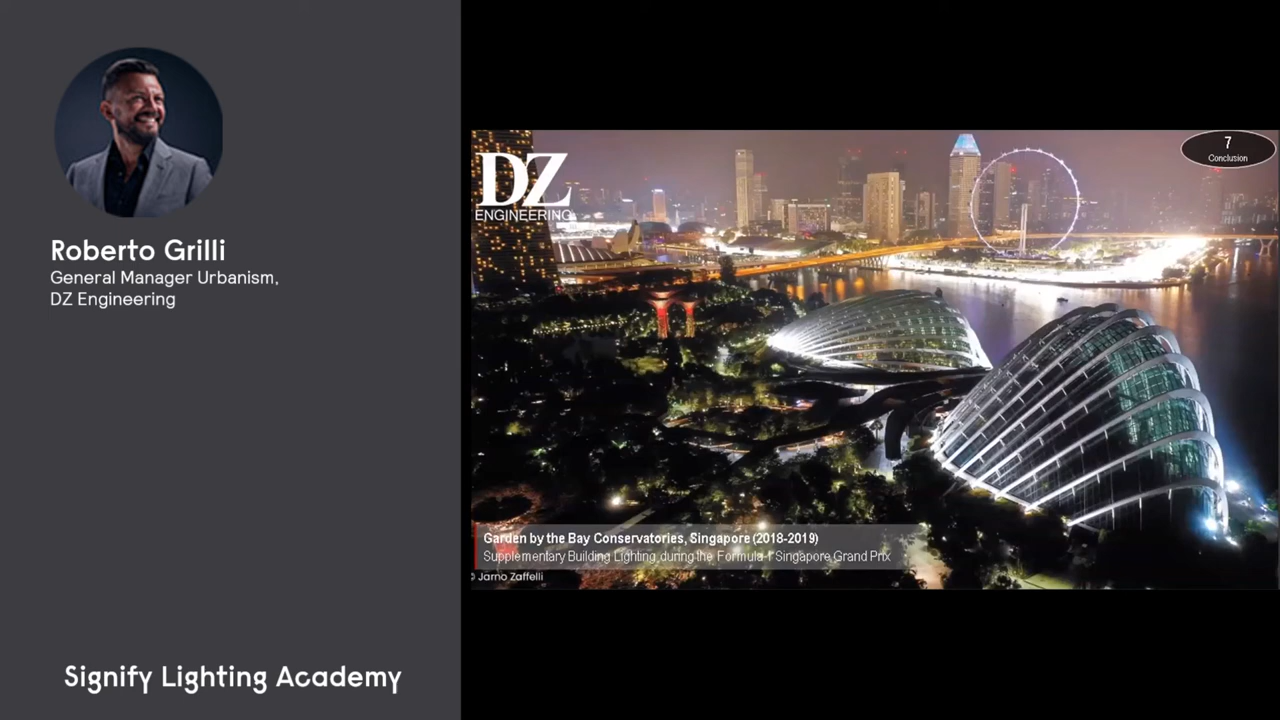 Roberto Grilli
General Manager Urbanism,
DZ Engineering
Signify Lighting Academy
DZ
ENGINEERING
7
Conclusion
Garden by the Bay Conservatories, Singapore (2018-2019)
Supplementary Building Lighting, during the Formula 1 Singapore Grand Prix
© Jarno Zaffelli